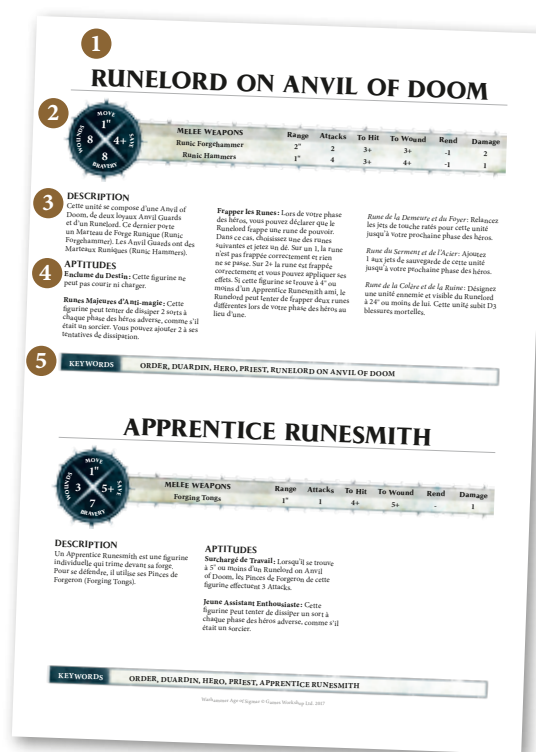 1
RUNELORD ON ANVIL OF DOOM
2
MOVE
1"
WOUNDS
8
4+
SAVE
8
BRAVERY
MELEE WEAPONS Range Attacks To Hit To Wound Rend Damage
Runic Forgehammer 2" 2 3+ 3+ -1 2
Runic Hammers 1" 4 3+ 4+ -1 1
3
DESCRIPTION
Cette unité se compose d'une Anvil of
Doom, de deux loyaux Anvil Guards
et d'un Runelord. Ce dernier porte
un Marteau de Forge Runique (Runic
Forgehammer). Les Anvil Guards ont des
Marteaux Runiques (Runic Hammers).
4
APTITUDES
Enclume du Destin: Cette figurine ne
peut pas courir ni charger.
Runes Majeures d'Anti-magie: Cette
figurine peut tenter de dissiper 2 sorts à
chaque phase des héros adverse, comme s'il
était un sorcier. Vous pouvez ajouter 2 à ses
tentatives de dissipation.
Frapper les Runes: Lors de votre phase
des héros, vous pouvez déclarer que le
Runelord frappe une rune de pouvoir.
Dans ce cas, choisissez une des runes
suivantes et jetez un dé. Sur un 1, la rune
n'est pas frappée correctement et rien
ne se passe. Sur 2+ la rune est frappée
correctement et vous pouvez appliquer ses
effets. Si cette figurine se trouve à 4" ou
moins d'un Apprentice Runesmith ami, le
Runelord peut tenter de frapper deux runes
différentes lors de votre phase des héros au
lieu d'une.
Rune de la Demeure et du Foyer: Relancez
les jets de touche ratés pour cette unité
jusqu'à votre prochaine phase des héros.
Rune du Serment et de l'Acier: Ajoutez
1 aux jets de sauvegarde de cette unité
jusqu'à votre prochaine phase des héros.
Rune de la Colère et de la Ruine: Désignez
une unité ennemie et visible du Runelord
à 24" ou moins de lui. Cette unité subit D3
blessures mortelles.
5
KEYWORDS ORDER, DUARDIN, HERO, PRIEST, RUNELORD ON ANVIL OF DOOM
APPRENTICE RUNESMITH
MOVE
1"
WOUNDS
3
5+
SAVE
7
BRAVERY
MELEE WEAPONS Range Attacks To Hit To Wound Rend Damage
Forging Tongs 1" 1 4+ 5+ - 1
DESCRIPTION
Un Apprentice Runesmith est une figurine
individuelle qui trime devant sa forge.
Pour se défendre, il utilise ses Pinces de
Forgeron (Forging Tongs).
APTITUDES
Surchargé de Travail: Lorsqu'il se trouve
à 5" ou moins d'un Runelord on Anvil
of Doom, les Pinces de Forgeron de cette
figurine effectuent 3 Attacks.
Jeune Assistant Enthousiaste: Cette
figurine peut tenter de dissiper un sort à
chaque phase des héros adverse, comme s'il
était un sorcier.
KEYWORDS ORDER, DUARDIN, HERO, PRIEST, APPRENTICE RUNESMITH
Warhammer Age of Sigmar © Games Workshop Ltd. 2017